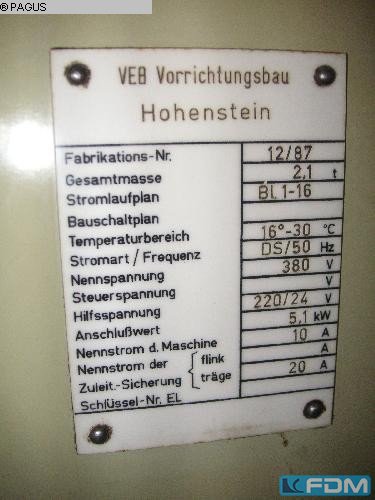 © PAGUS
VEB Vorrichtungsbau
Hohenstein
Fabrikations-Nr. 12/87
Gesamtmasse 2,1 t
Stromlaufplan BL1-16
Bauschaltplan
Temperaturbereich 16°-30 °C
Stromart / Frequenz DS/50 Hz
Nennspannung 380 V
Steuerspannung V
Hilfsspannung 220/24 V
Anschlußwert 5,1 kW
Nennstrom d. Maschine 10 A
Nennstrom der { flink A
Zuleit.-Sicherung { träge 20 A
Schlüssel-Nr. EL
FDM